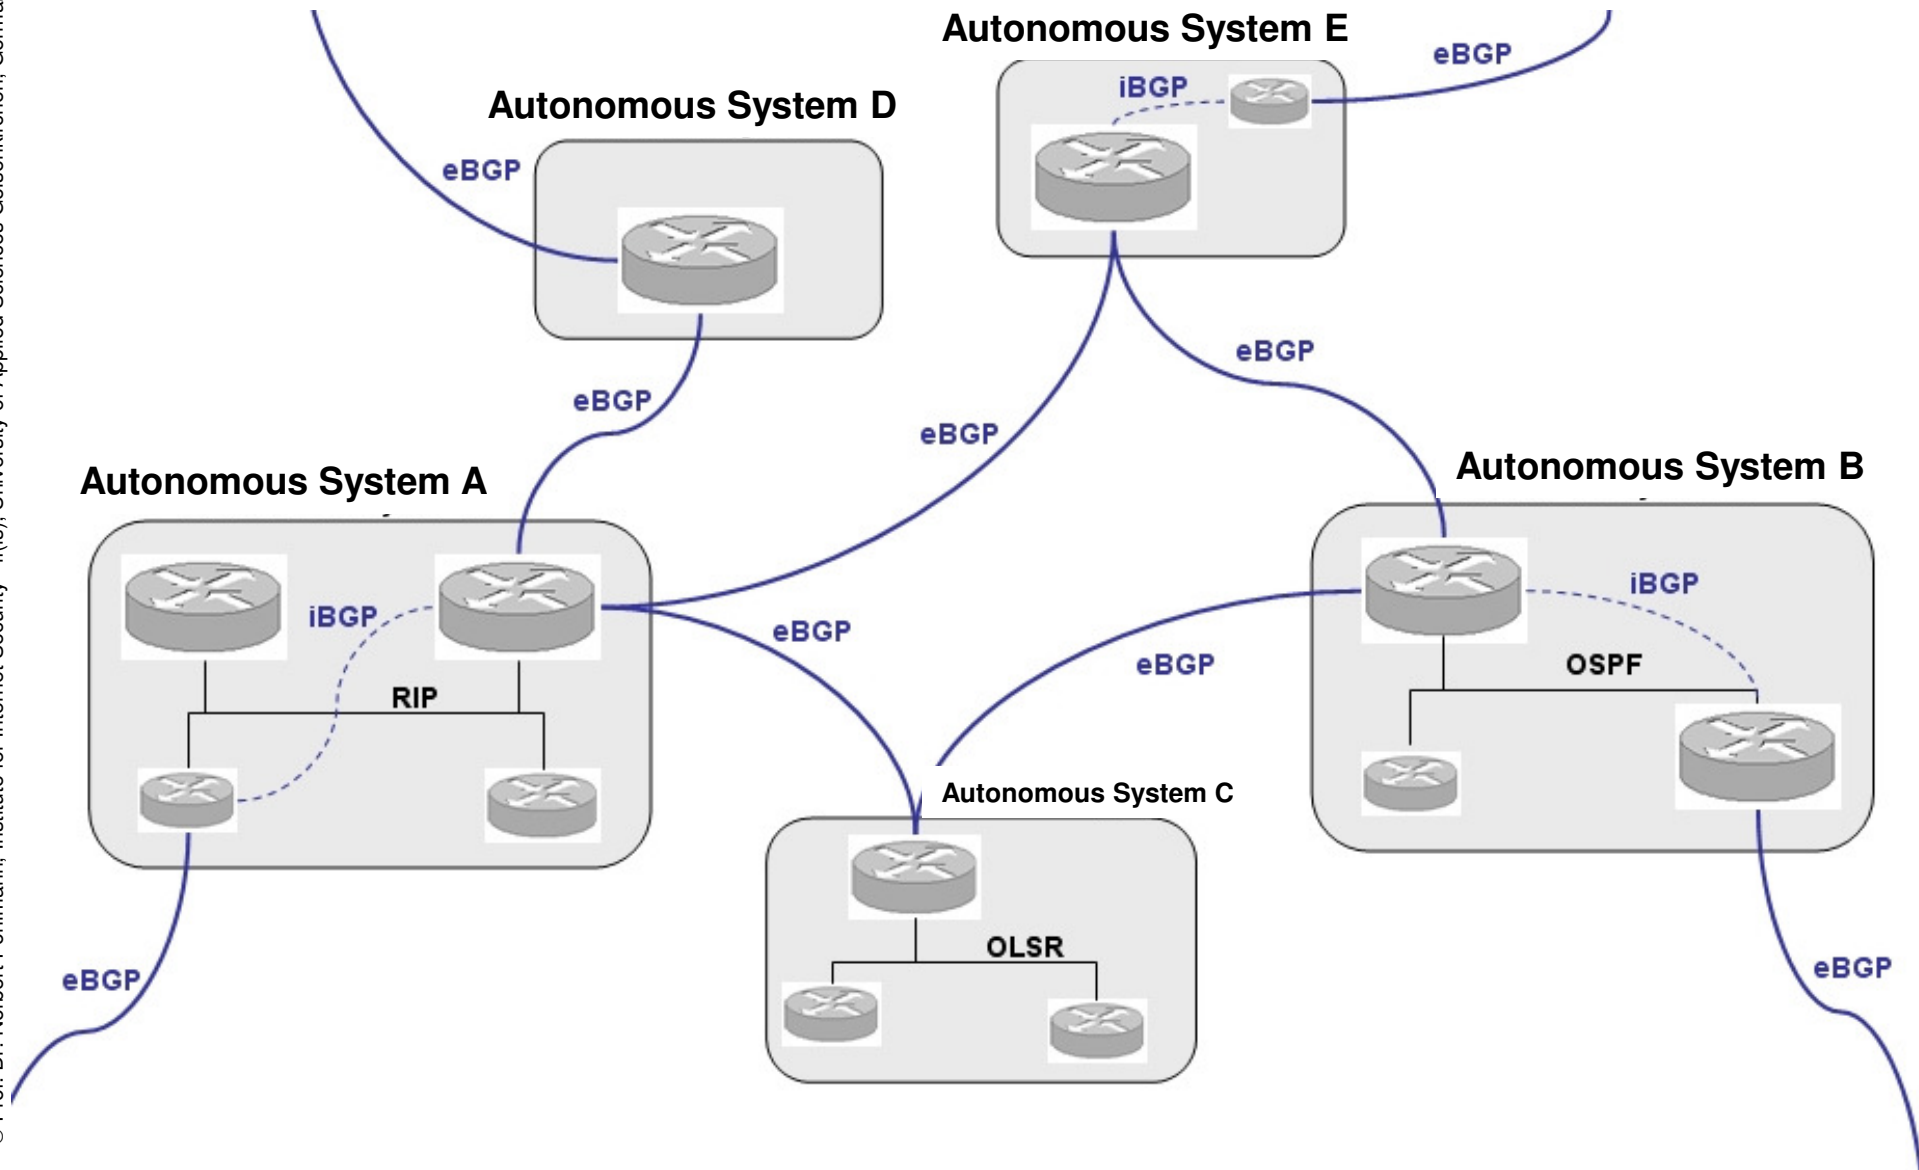 Autonomous System E
eBGP
iBGP
Autonomous System D
eBGP
eBGP
eBGP
eBGP
Autonomous System B
Autonomous System A
iBGP
iBGP
eBGP
eBGP
OSPF
RIP
Autonomous System C
OLSR
eBGP
eBGP